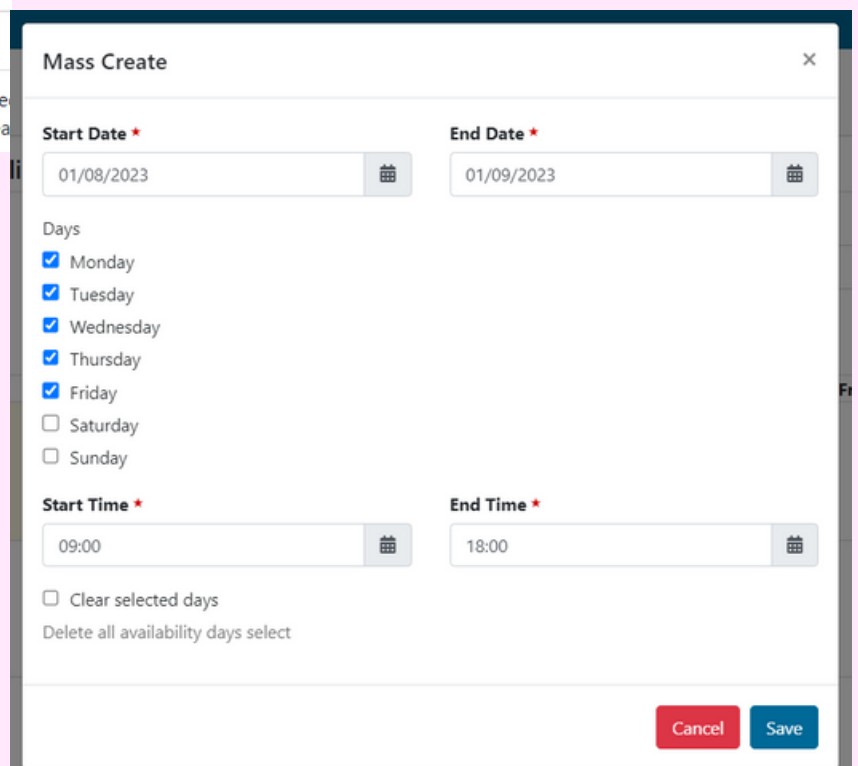 Mass Create ×
Start Date * End Date *
01/08/2023 01/09/2023
Days
Monday
Tuesday
Wednesday
Thursday
Friday
Saturday
Sunday
Start Time * End Time *
09:00 18:00
Clear selected days
Delete all availability days select
Cancel Save